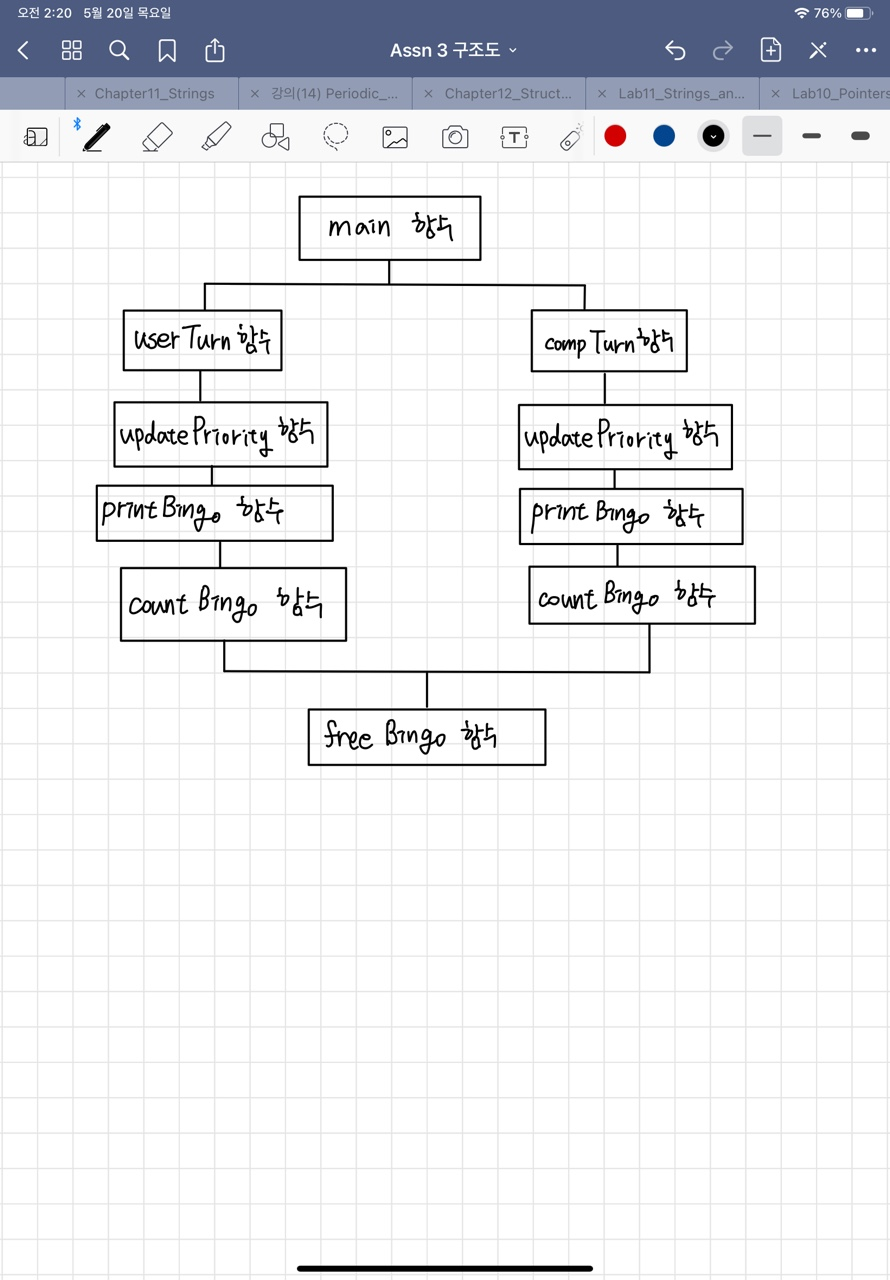 오전 2:20 5월 20일 목요일
76%
Assn 3 구조도
Chapter11_Strings
강의(14) Periodic_...
Chapter12_Struct...
Lab11_Strings_an...
Lab10_Pointers
T
main 함수
userTurn 함수
compTurn 함수
updatePriority 함수
updatePriority 함수
printBingo 함수
printBingo 함수
countBingo 함수
countBingo 함수
freeBingo 함수